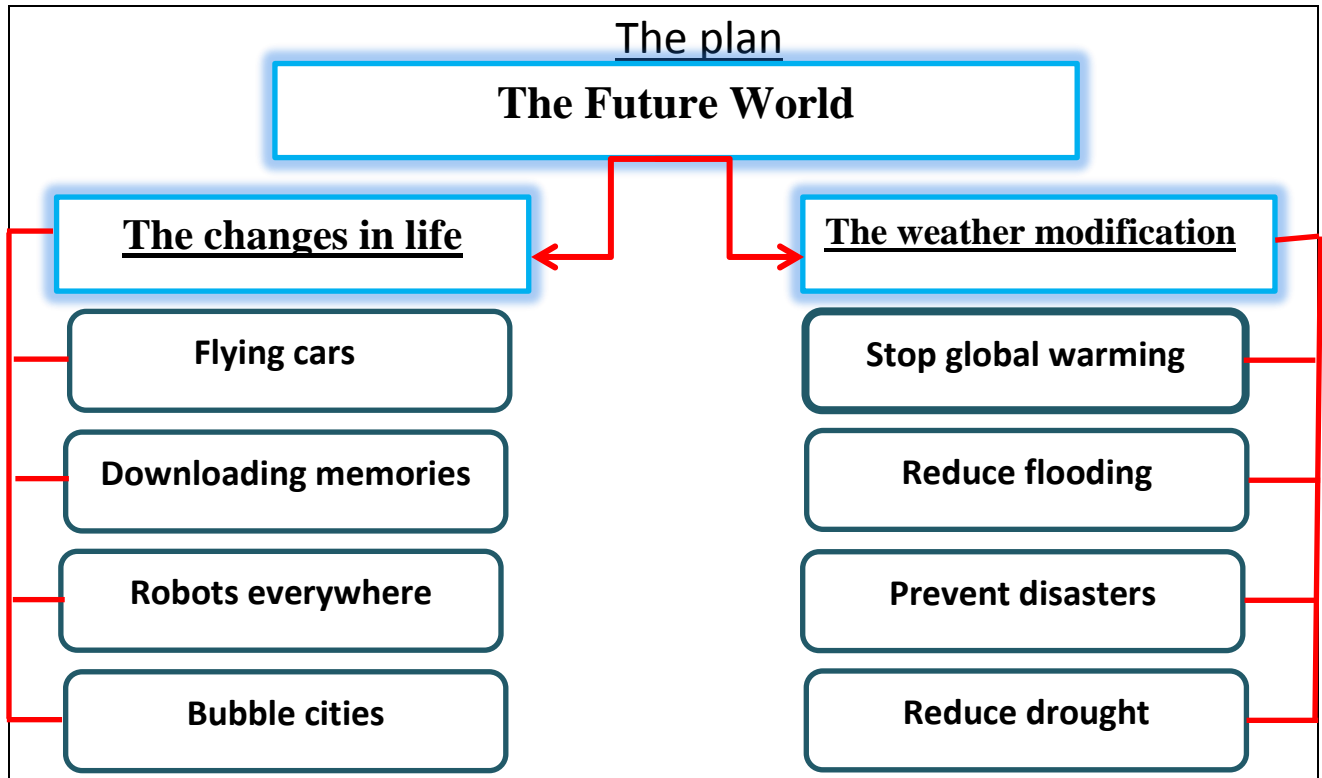 The plan
The Future World
The changes in life
Flying cars
Downloading memories
Robots everywhere
Bubble cities
The weather modification
Stop global warming
Reduce flooding
Prevent disasters
Reduce drought